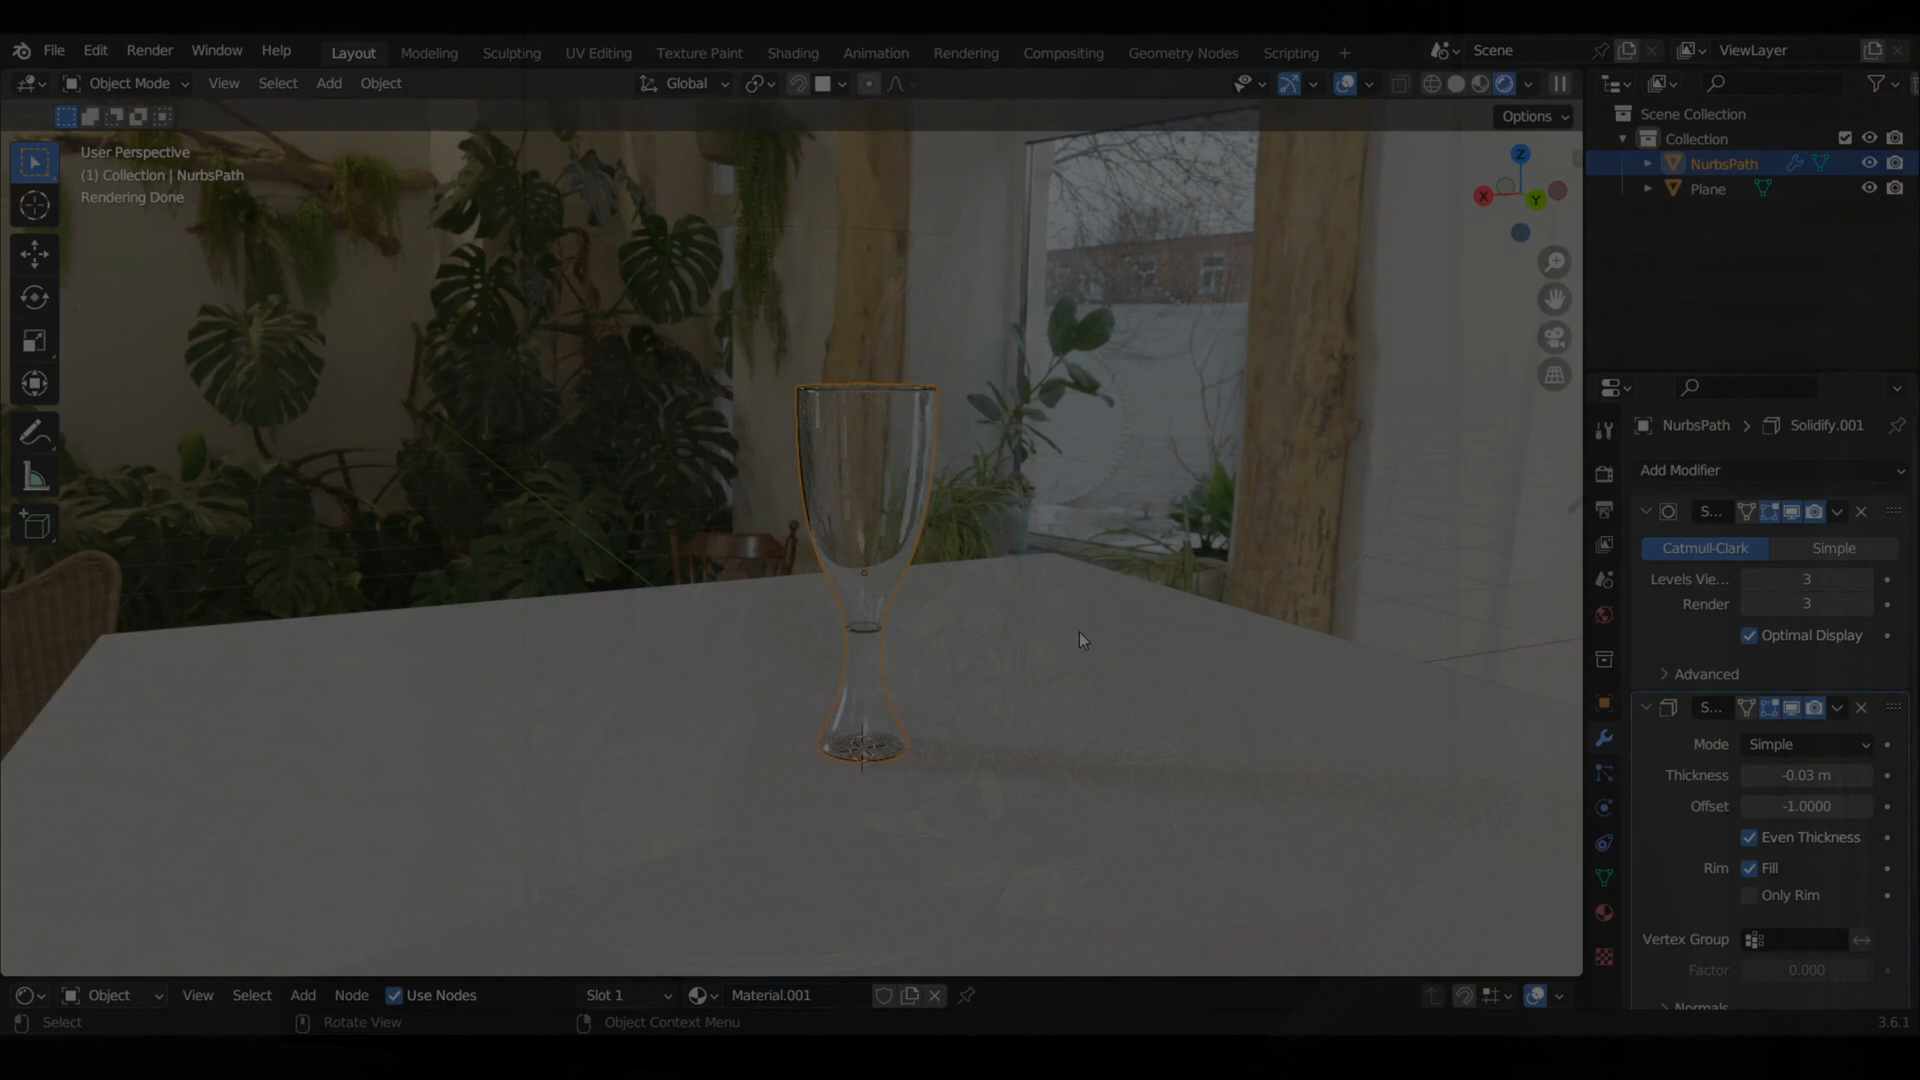 File Edit Render Window Help Layout Modeling Sculpting UV Editing Texture Paint Shading Animation Rendering Compositing Geometry Nodes Scripting + Scene ViewLayer
Object Mode View Select Add Object Global
Options
User Perspective
(1) Collection | NurbsPath
Rendering Done
Z
X
Y
Scene Collection
Collection
NurbsPath
Plane
NurbsPath > Solidify.001
Add Modifier
S...
Catmull-Clark Simple
Levels Vie... 3
Render 3
Optimal Display
Advanced
S...
Mode Simple
Thickness -0.03 m
Offset -1.0000
Even Thickness
Rim Fill
Only Rim
Vertex Group
Factor 0.000
Normals
Object View Select Add Node Use Nodes Slot 1 Material.001
Select Rotate View Object Context Menu 3.6.1